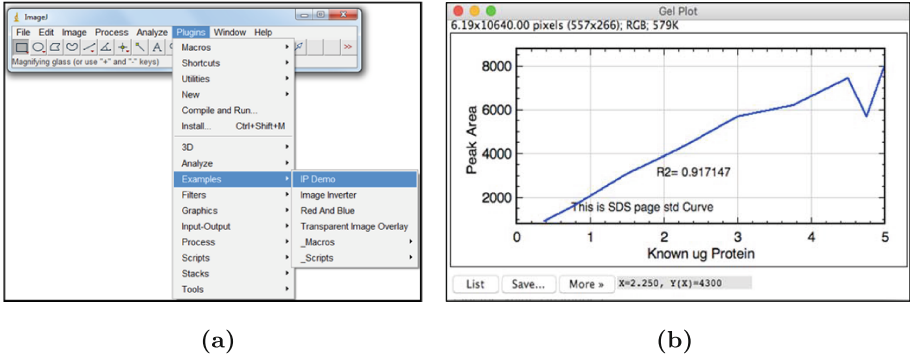 ImageJ
File Edit Image Process Analyze Plugins Window Help
Magnifying glass (or use "+" and "-" keys)
Macros
Shortcuts
Utilities
New
Compile and Run...
Install... Ctrl+Shift+M
3D
Analyze
Examples
Filters
Graphics
Input-Output
Process
Scripts
Stacks
Tools
IP Demo
Image Inverter
Red And Blue
Transparent Image Overlay
_Macros
_Scripts
(a)
Gel Plot
6.19x10640.00 pixels (557x266); RGB; 579K
Peak Area
8000
6000
4000
2000
R2= 0.917147
This is SDS page std Curve
0 1 2 3 4 5
Known ug Protein
List Save... More » X=2.250, Y(X)=4300
(b)